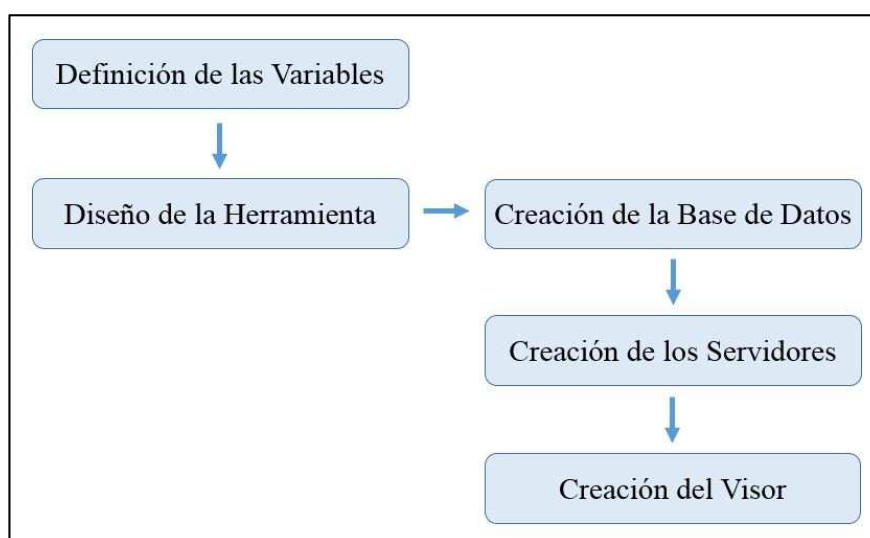 Definición de las Variables
Diseño de la Herramienta
Creación de la Base de Datos
Creación de los Servidores
Creación del Visor